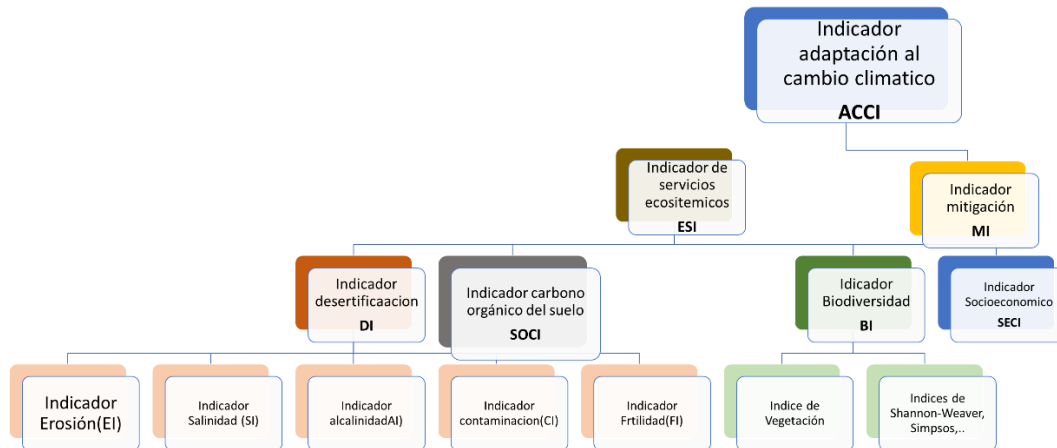 Indicador
adaptación al
cambio climatico
ACCI
Indicador de
servicios
ecositemicos
ESI
Indicador
mitigación
MI
Indicador
desertificaacion
DI
Indicador carbono
orgánico del suelo
SOCI
Idicador
Biodiversidad
BI
Indicador
Socioeconomico
SECI
Indicador
Erosión(EI)
Indicador
Salinidad (SI)
Indicador
alcalinidadAI)
Indicador
contaminacion(CI)
Indicador
Frtilidad(FI)
Indice de
Vegetación
Indices de
Shannon-Weaver,
Simpsos,..